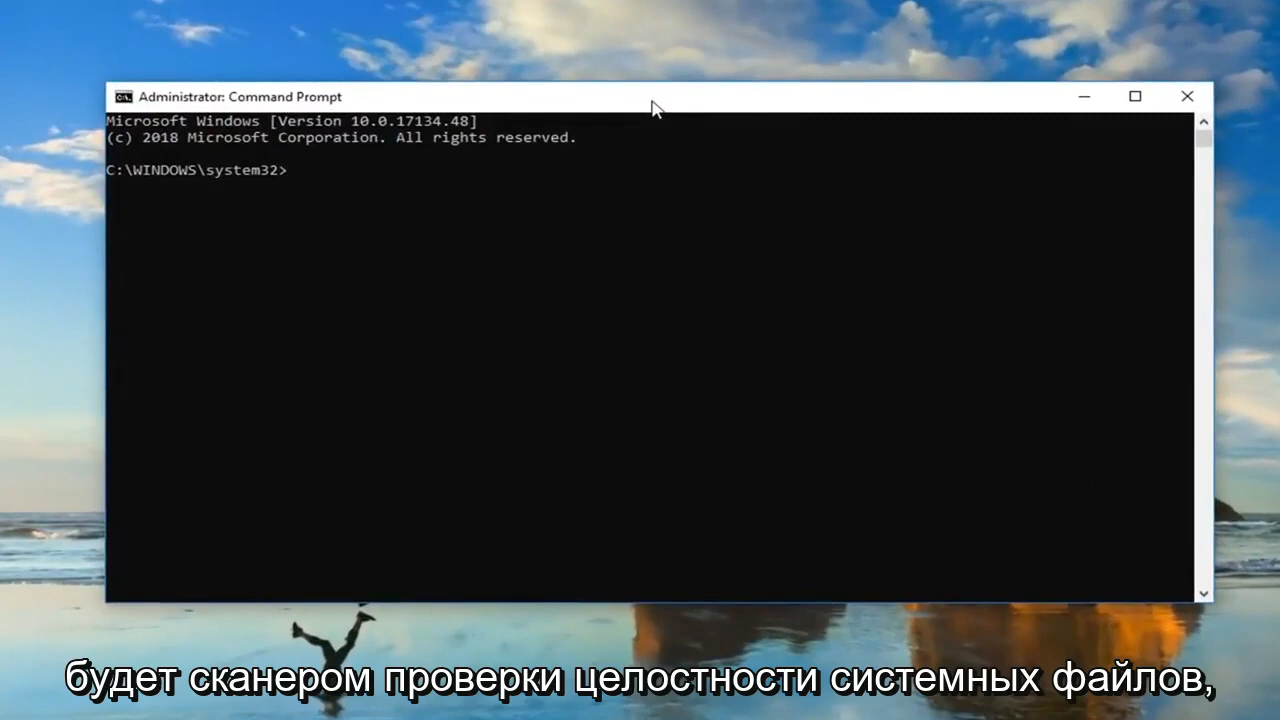 Administrator: Command Prompt
Microsoft Windows [Version 10.0.17134.48]
(c) 2018 Microsoft Corporation. All rights reserved.
C:\WINDOWS\system32>
будет сканером проверки целостности системных файлов,